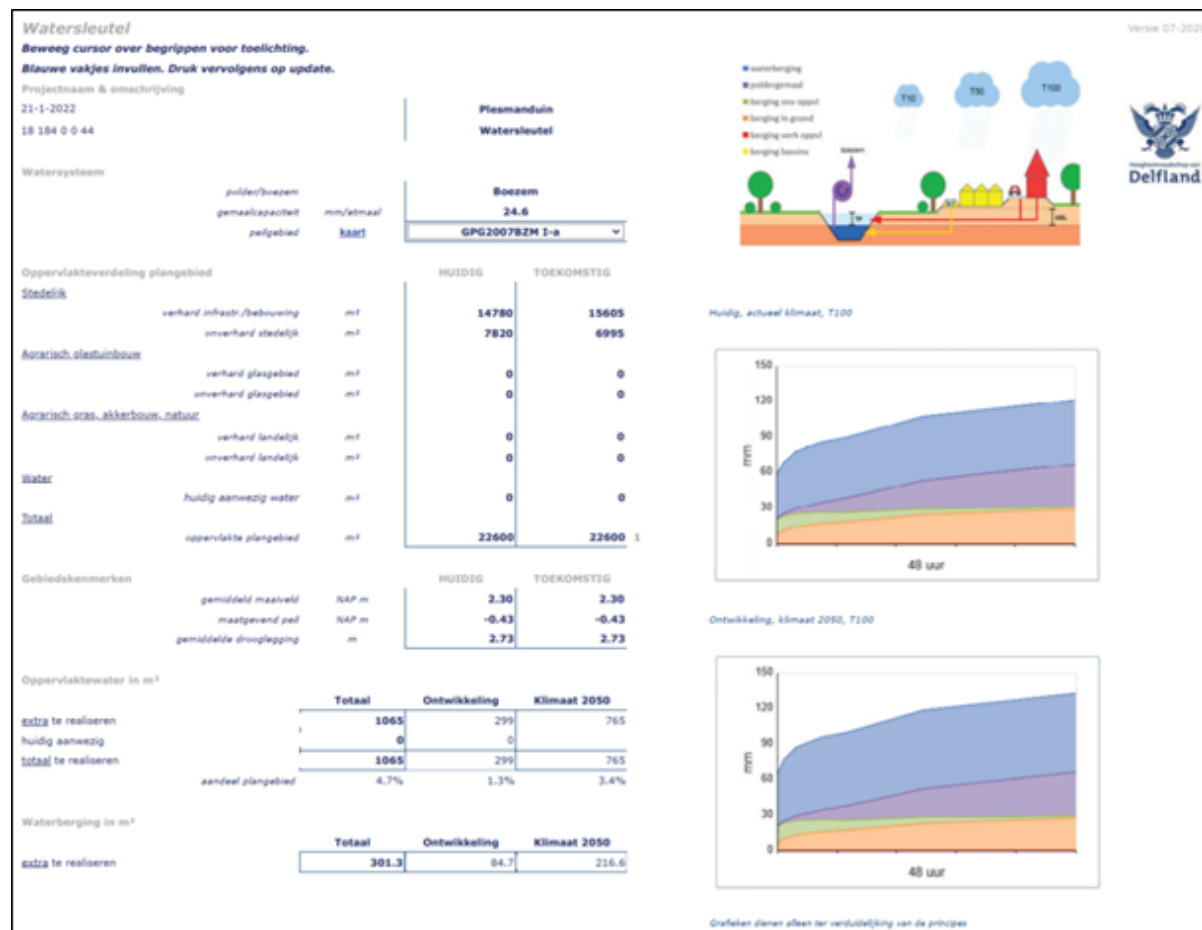 Watersleutel
Versie 07-2020
Beweeg cursor over begrippen voor toelichting.
Blauwe vakjes invullen. Druk vervolgens op update.
Projectnaam & omschrijving
21-1-2022 Plesmanduin
18 184 0 0 44 Watersleutel
Watersysteem
polder/boezem Boezem
gemaalcapaciteit mm/etmaal 24.6
peilgebied kaart GPG2007BZM I-a
waterberging
poldergemaal
berging onv oppvl
berging in grond
berging verh oppvl
berging bassins
T10 T50 T100
boezem
Hoogheemraadschap van
Delfland
Oppervlakteverdeling plangebied HUIDIG TOEKOMSTIG
Stedelijk
verhard infrastr./bebouwing m² 14780 15605
onverhard stedelijk m² 7820 6995
Agrarisch glastuinbouw
verhard glasgebied m² 0 0
onverhard glasgebied m² 0 0
Agrarisch gras, akkerbouw, natuur
verhard landelijk m² 0 0
onverhard landelijk m² 0 0
Water
huidig aanwezig water m² 0 0
Totaal
oppervlakte plangebied m² 22600 22600 1
Gebiedskenmerken HUIDIG TOEKOMSTIG
gemiddeld maaiveld NAP m 2.30 2.30
maatgevend peil NAP m -0.43 -0.43
gemiddelde drooglegging m 2.73 2.73
Oppervlaktewater in m²
Totaal Ontwikkeling Klimaat 2050
extra te realiseren 1065 299 765
huidig aanwezig 0 0
totaal te realiseren 1065 299 765
aandeel plangebied 4.7% 1.3% 3.4%
Waterberging in m³
Totaal Ontwikkeling Klimaat 2050
extra te realiseren 301.3 84.7 216.6
Huidig, actueel klimaat, T100
150
120
90
mm
60
30
0
48 uur
Ontwikkeling, klimaat 2050, T100
150
120
90
mm
60
30
0
48 uur
Grafieken dienen alleen ter verduidelijking van de principes